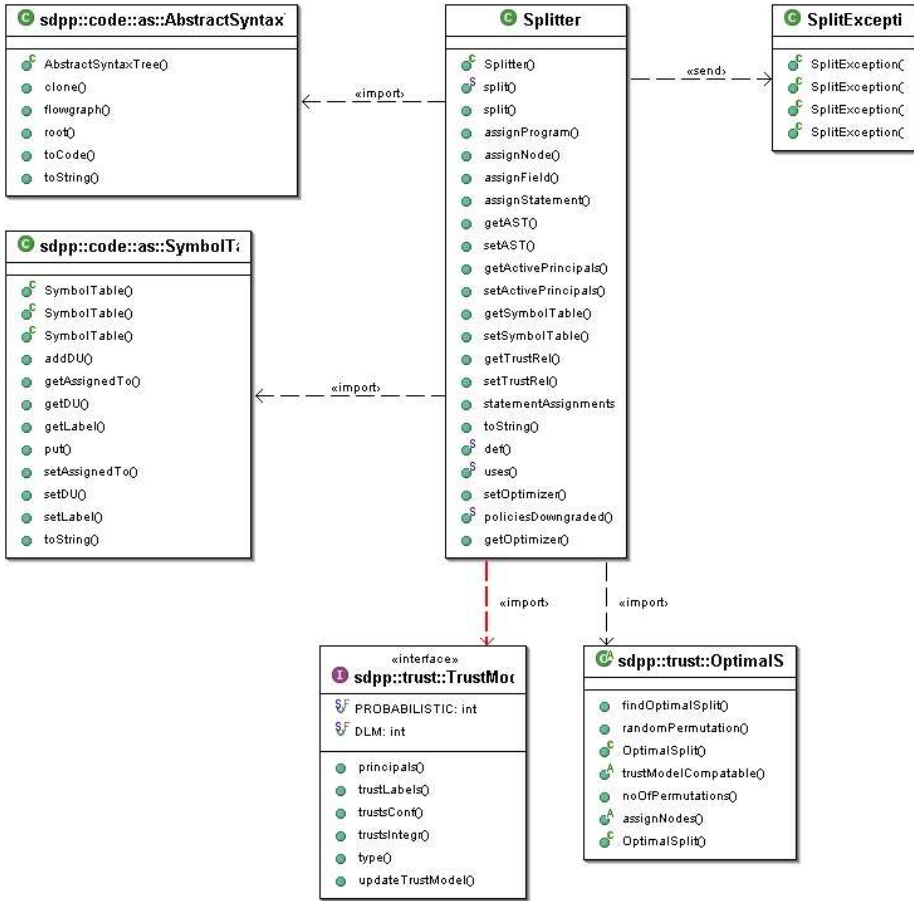 sdpp::code::as::AbstractSyntax
AbstractSyntaxTree()
clone()
flowgraph()
root()
toCode()
toString()
«import»
sdpp::code::as::SymbolTa
SymbolTable()
SymbolTable()
SymbolTable()
addDU()
getAssignedTo()
getDU()
getLabel()
put()
setAssignedTo()
setDU()
setLabel()
toString()
«import»
Splitter
Splitter()
split()
split()
assignProgram()
assignNode()
assignField()
assignStatement()
getAST()
setAST()
getActivePrincipals()
setActivePrincipals()
getSymbolTable()
setSymbolTable()
getTrustRel()
setTrustRel()
statementAssignments
toString()
def()
uses()
setOptimizer()
policiesDowngraded()
getOptimizer()
«send»
SplitExcepti
SplitException(
SplitException(
SplitException(
SplitException(
«import»
«import»
«interface»
sdpp::trust::TrustMod
PROBABILISTIC: int
DLM: int
principals()
trustLabels()
trustsConf()
trustsIntegr()
type()
updateTrustModel()
sdpp::trust::OptimalS
findOptimalSplit()
randomPermutation()
OptimalSplit()
trustModelCompatable()
noOfPermutations()
assignNodes()
OptimalSplit()